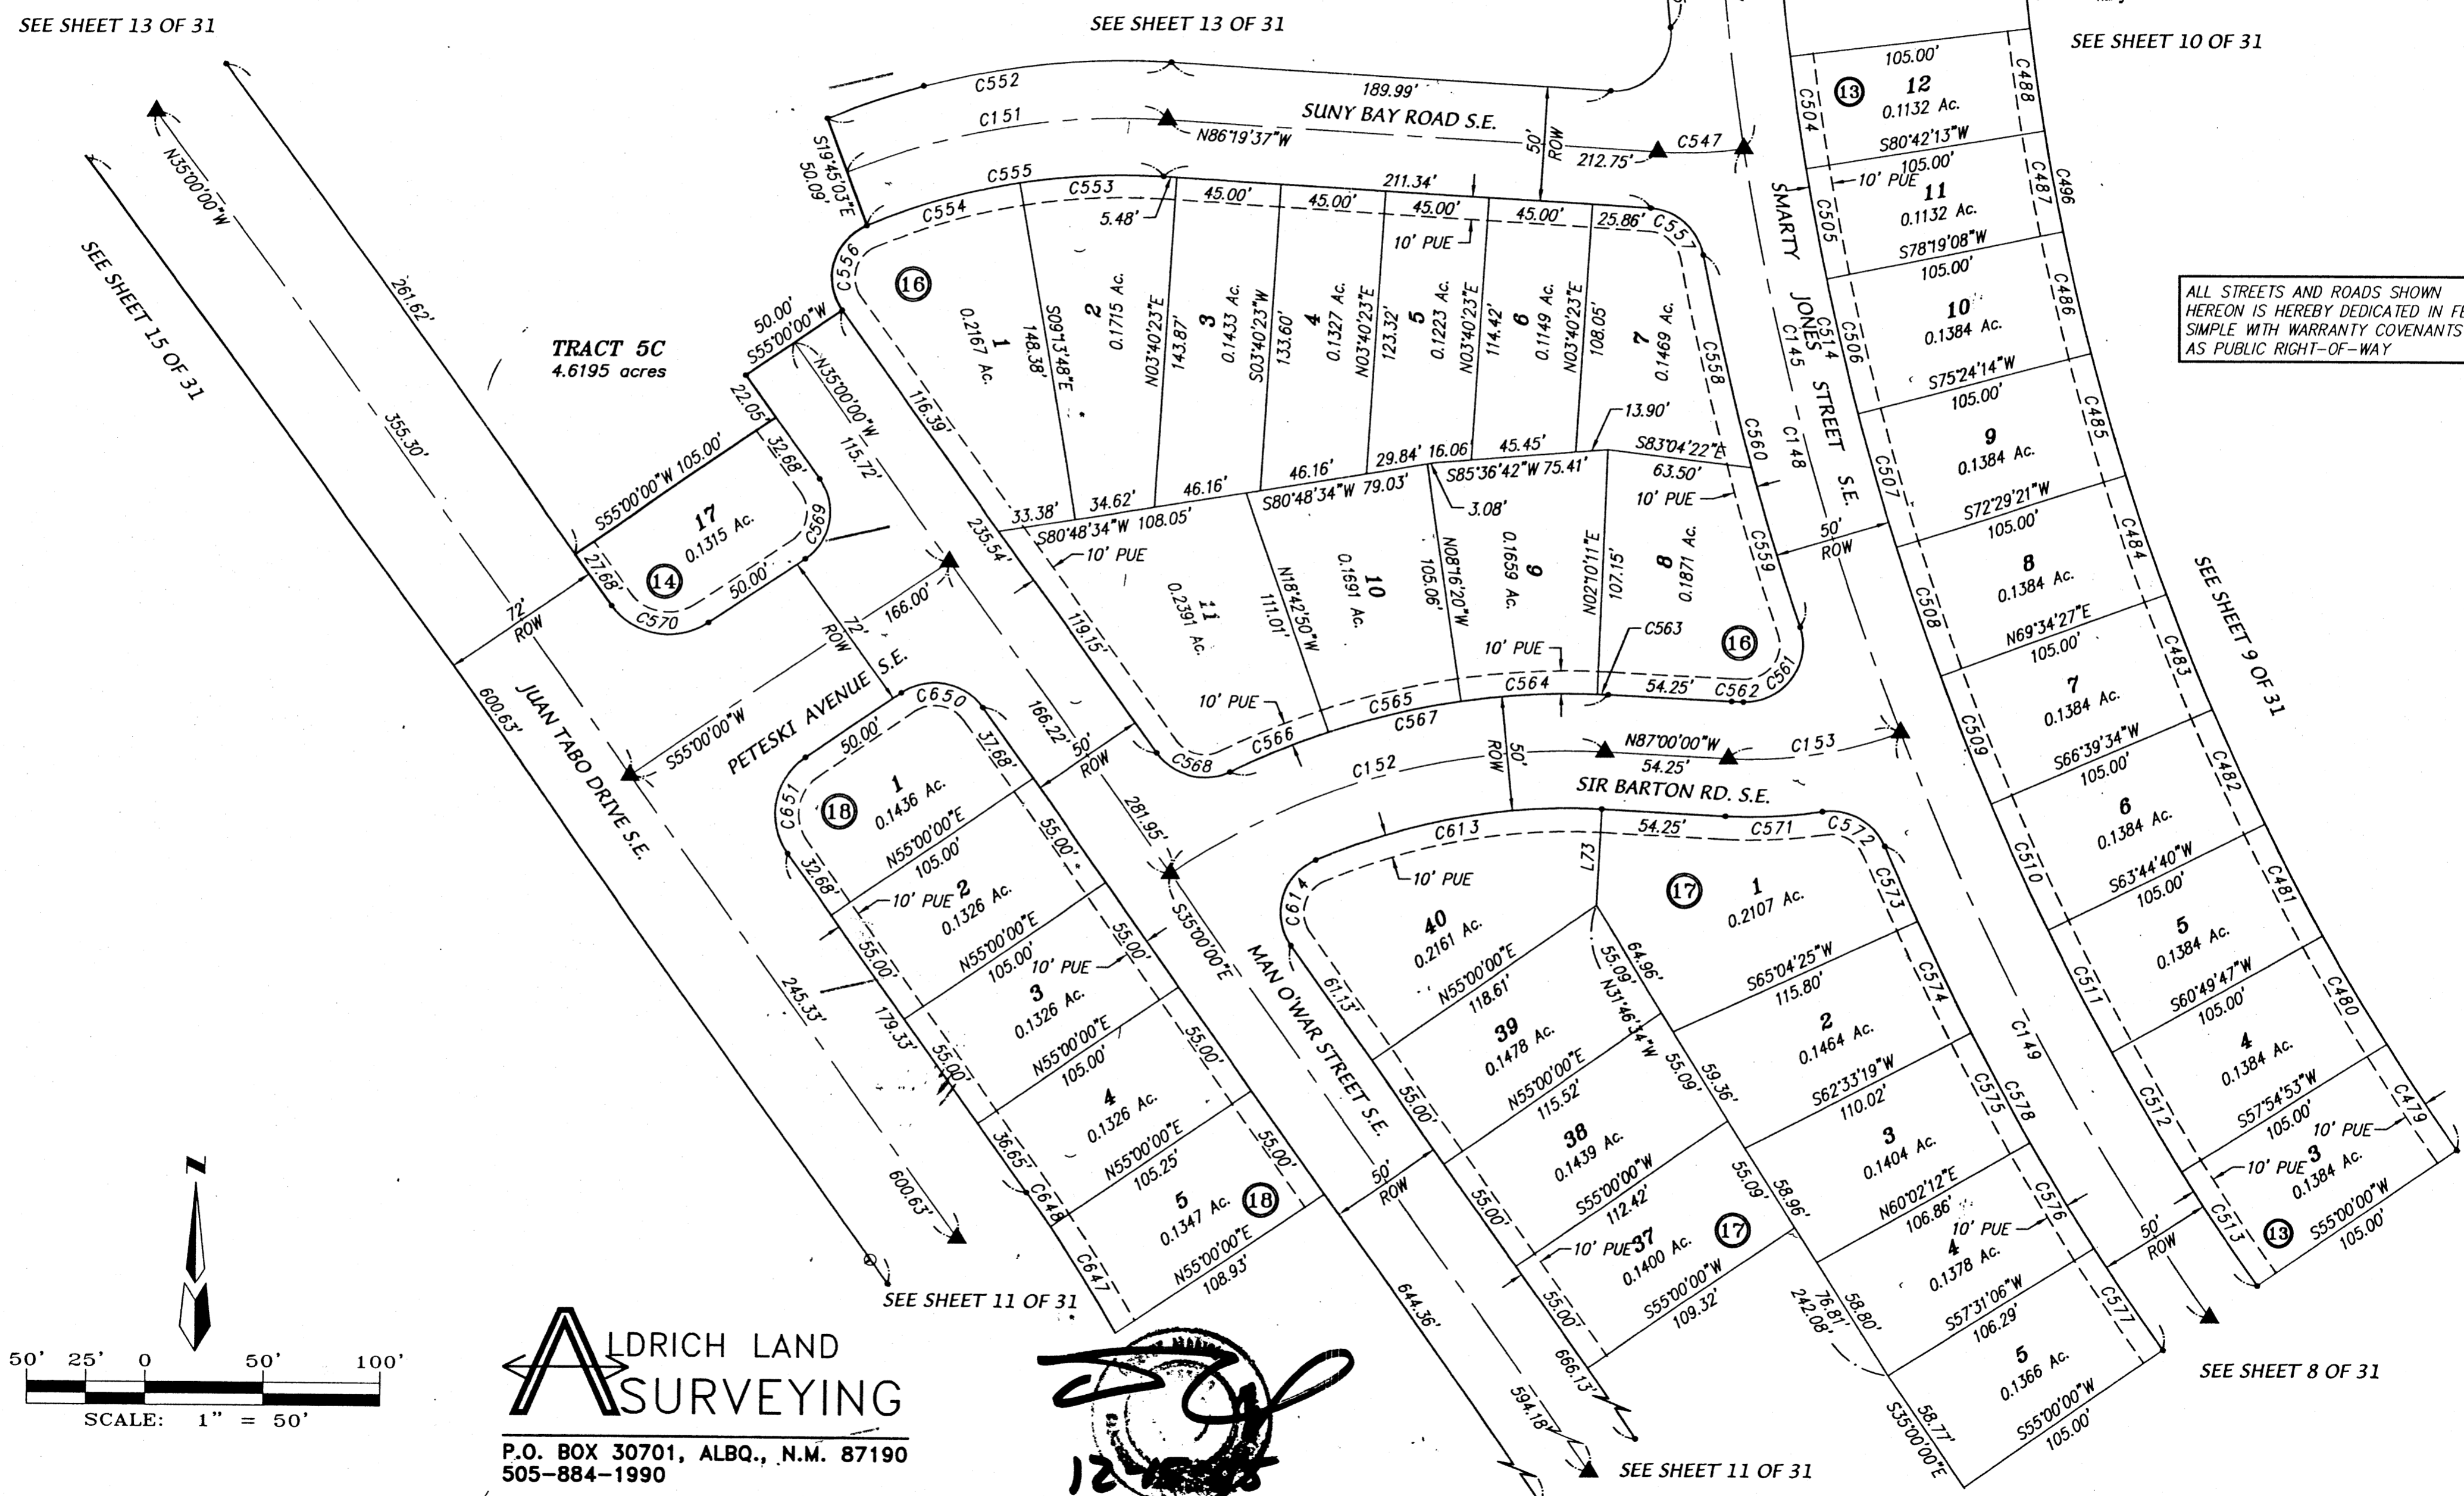 SEE SHEET 13 OF 31
SEE SHEET 13 OF 31
SEE SHEET 10 OF 31
C552
189.99'
C151
SUNY BAY ROAD S.E.
N86°19'37"W
C547
212.75'
50'
ROW
S19°45'03"E
50.09'
N35°00'00"W
SEE SHEET 15 OF 31
261.62'
355.30'
TRACT 5C
4.6195 acres
50.00'
S55°00'00"W
22.05'
N35°00'00"W
115.72'
S55°00'00"W 105.00'
32.68'
17
0.1315 Ac.
14
C569
27.68'
50.00'
C570
72'
ROW
72'
ROW
166.00'
S55°00'00"W
PETESKI AVENUE S.E.
JUAN TABO DRIVE S.E.
600.63'
245.33'
600.63'
C555
C553
C554
C556
5.48'
211.34'
45.00'
45.00'
45.00'
45.00'
25.86'
C557
10' PUE
16
1
0.2167 Ac.
148.38'
S09°13'48"E
2
0.1715 Ac.
N03°40'23"E
143.87'
3
0.1433 Ac.
S03°40'23"W
133.60'
4
0.1327 Ac.
N03°40'23"E
123.32'
5
0.1223 Ac.
N03°40'23"E
114.42'
6
0.1149 Ac.
N03°40'23"E
108.05'
7
0.1469 Ac.
C558
C560
C559
116.39'
235.54'
119.15'
33.38'
34.62'
46.16'
46.16'
29.84'
16.06'
45.45'
13.90'
S83°04'22"E
63.50'
S80°48'34"W 108.05'
S80°48'34"W 79.03'
S85°36'42"W 75.41'
3.08'
10' PUE
10' PUE
11
0.2391 Ac.
N18°42'50"W
111.01'
10
0.1691 Ac.
N08°16'20"W
105.06'
0.1659 Ac.
6
N02°10'11"E
107.15'
8
0.1871 Ac.
16
C563
10' PUE
10' PUE
C561
C562
54.25'
C564
C565
C567
C566
C568
50'
ROW
N87°00'00"W
54.25'
C152
C153
SIR BARTON RD. S.E.
166.22'
50'
ROW
281.95'
S35°00'00"E
MAN O'WAR STREET S.E.
C650
50.00'
37.68'
C651
18
1
0.1436 Ac.
N55°00'00"E
105.00'
32.68'
10' PUE
2
0.1326 Ac.
55.00'
N55°00'00"E
105.00'
10' PUE
55.00'
55.00'
3
0.1326 Ac.
179.33'
N55°00'00"E
105.00'
55.00'
55.00'
4
0.1326 Ac.
N55°00'00"E
105.25'
36.65'
C648
55.00'
5
0.1347 Ac.
18
N55°00'00"E
108.93'
C647
644.36'
50'
ROW
594.18'
666.13'
C613
54.25'
C571
C572
L73
C614
10' PUE
17
1
0.2107 Ac.
C573
40
0.2161 Ac.
N55°00'00"E
118.61'
61.13'
64.96'
55.09'
N31°46'34"W
S65°04'25"W
115.80'
C574
39
0.1478 Ac.
N55°00'00"E
115.52'
55.00'
55.09'
59.36'
2
0.1464 Ac.
S62°33'19"W
110.02'
38
0.1439 Ac.
S55°00'00"W
112.42'
55.00'
55.09'
58.96'
3
0.1404 Ac.
C575
C578
N60°02'12"E
106.86'
10' PUE
C576
10' PUE
37
0.1400 Ac.
17
S55°00'00"W
109.32'
55.00'
4
0.1378 Ac.
76.81'
242.08'
58.80'
S57°31'06"W
106.29'
C577
5
0.1366 Ac.
S55°00'00"W
105.00'
58.77'
S35°00'00"E
SMARTY JONES STREET S.E.
C145
C148
C149
50'
ROW
50'
ROW
105.00'
13
12
0.1132 Ac.
C504
C488
S80°42'13"W
105.00'
10' PUE
11
0.1132 Ac.
C505
C487
C496
S78°19'08"W
105.00'
10
0.1384 Ac.
C514
C506
C486
S75°24'14"W
105.00'
9
0.1384 Ac.
C507
C485
S72°29'21"W
105.00'
8
0.1384 Ac.
C508
C484
N69°34'27"E
105.00'
7
0.1384 Ac.
C509
C483
S66°39'34"W
105.00'
6
0.1384 Ac.
C510
C482
S63°44'40"W
105.00'
5
0.1384 Ac.
C511
C481
S60°49'47"W
105.00'
4
0.1384 Ac.
C512
C480
S57°54'53"W
105.00'
10' PUE
10' PUE
3
0.1384 Ac.
C513
C479
13
S55°00'00"W
105.00'
SEE SHEET 9 OF 31
SEE SHEET 8 OF 31
SEE SHEET 11 OF 31
SEE SHEET 11 OF 31
ALL STREETS AND ROADS SHOWN
HEREON IS HEREBY DEDICATED IN
SIMPLE WITH WARRANTY COVENANTS
AS PUBLIC RIGHT-OF-WAY
N
50' 25' 0 50' 100'
SCALE: 1" = 50'
ALDRICH LAND
SURVEYING
P.O. BOX 30701, ALBQ., N.M. 87190
505-884-1990